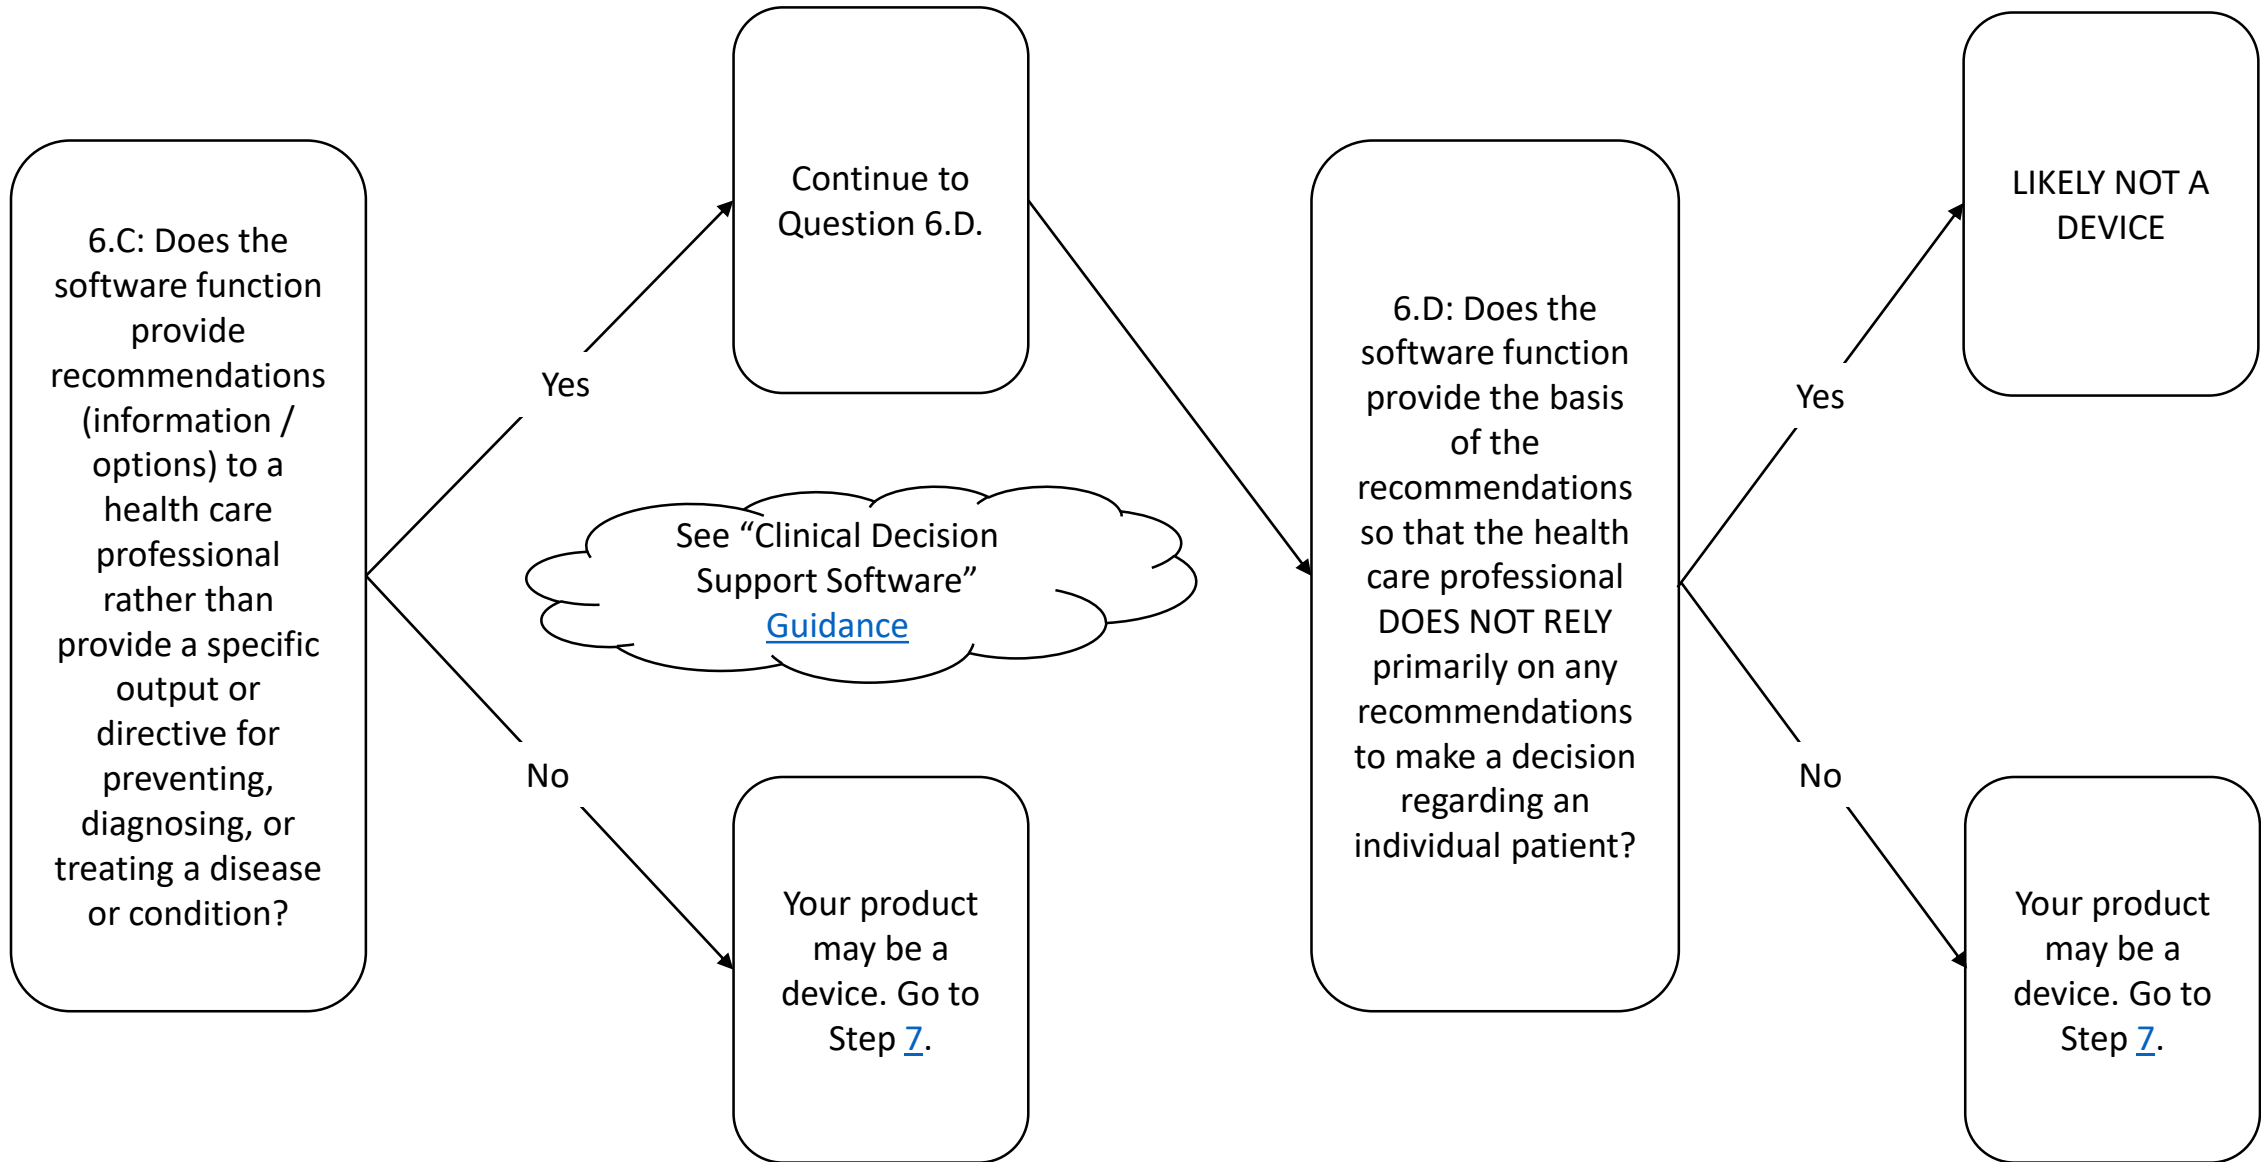 6.C: Does the
software function
provide
recommendations
(information /
options) to a
health care
professional
rather than
provide a specific
output or
directive for
preventing,
diagnosing, or
treating a disease
or condition?
Yes
No
Continue to
Question 6.D.
See “Clinical Decision
Support Software”
Guidance
Your product
may be a
device. Go to
Step 7.
6.D: Does the
software function
provide the basis
of the
recommendations
so that the health
care professional
DOES NOT RELY
primarily on any
recommendations
to make a decision
regarding an
individual patient?
Yes
No
LIKELY NOT A
DEVICE
Your product
may be a
device. Go to
Step 7.